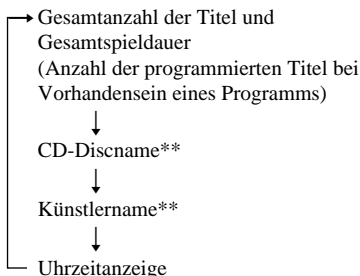 Gesamtanzahl der Titel und
Gesamtspieldauer
(Anzahl der programmierten Titel bei
Vorhandensein eines Programms)
CD-Discname**
Künstlername**
Uhrzeitanzeige